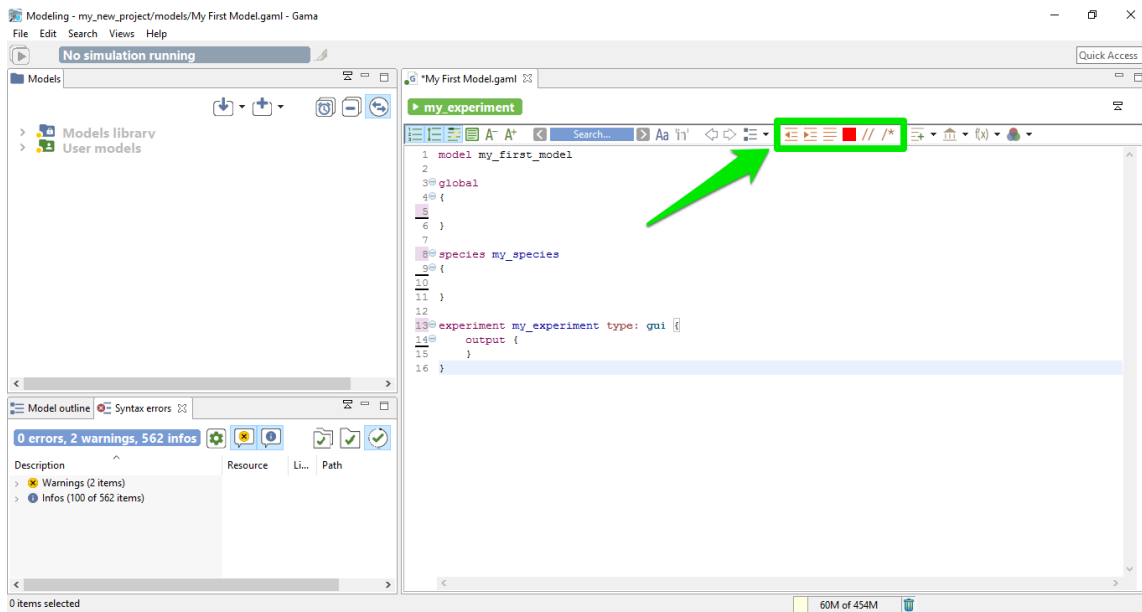 Modeling - my_new_project/models/My First Model.gaml - Gama
File Edit Search Views Help
No simulation running
Quick Access
Models
Models library
User models
*My First Model.gaml
my_experiment
A⁻ A⁺ Search... Aa '\n' // /* f(x)
1 model my_first_model
2
3 global
4 {
5
6 }
7
8 species my_species
9 {
10
11 }
12
13 experiment my_experiment type: gui {
14 output {
15 }
16 }
Model outline Syntax errors
0 errors, 2 warnings, 562 infos
Description Resource Li... Path
Warnings (2 items)
Infos (100 of 562 items)
0 items selected
60M of 454M